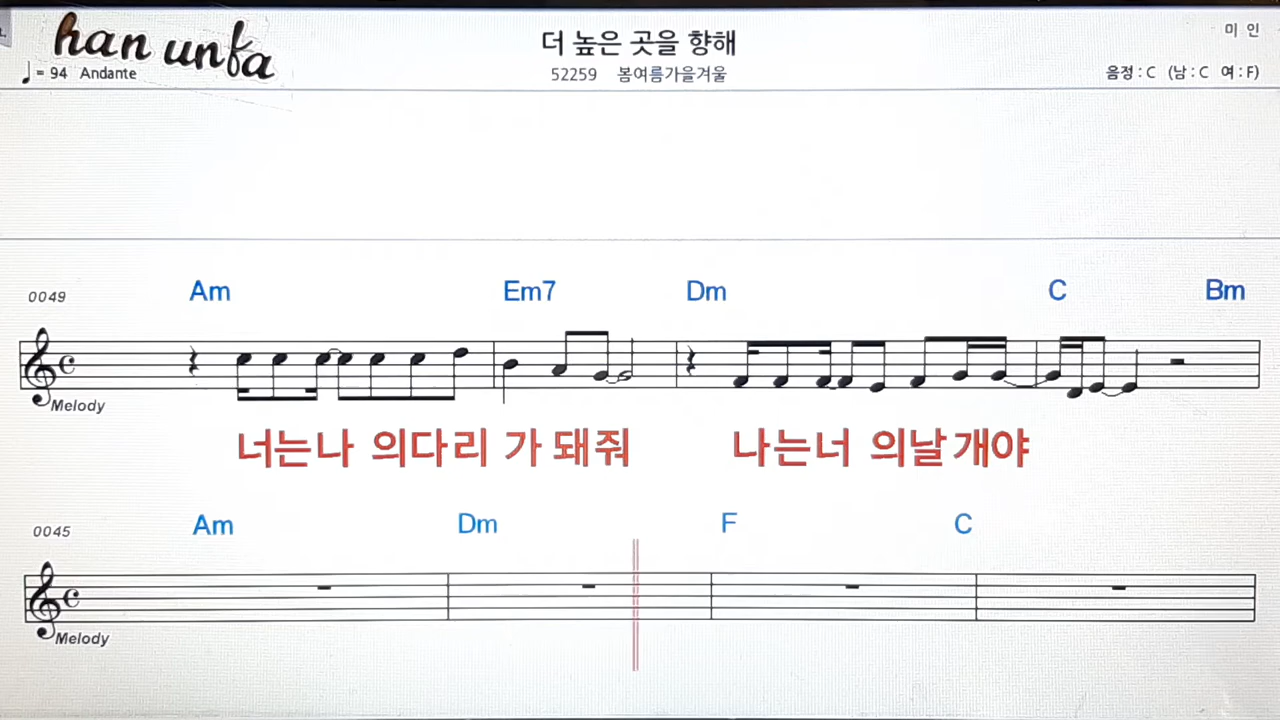 han unfa
더 높은 곳을 향해
미 인
♩ = 94 Andante
52259 봄여름가을겨울
음정 : C (남 : C 여 : F)
0049 Am Em7 Dm C Bm
Melody
너는나 의다리 가 돼줘 나는너 의날개야
0045 Am Dm F C
Melody